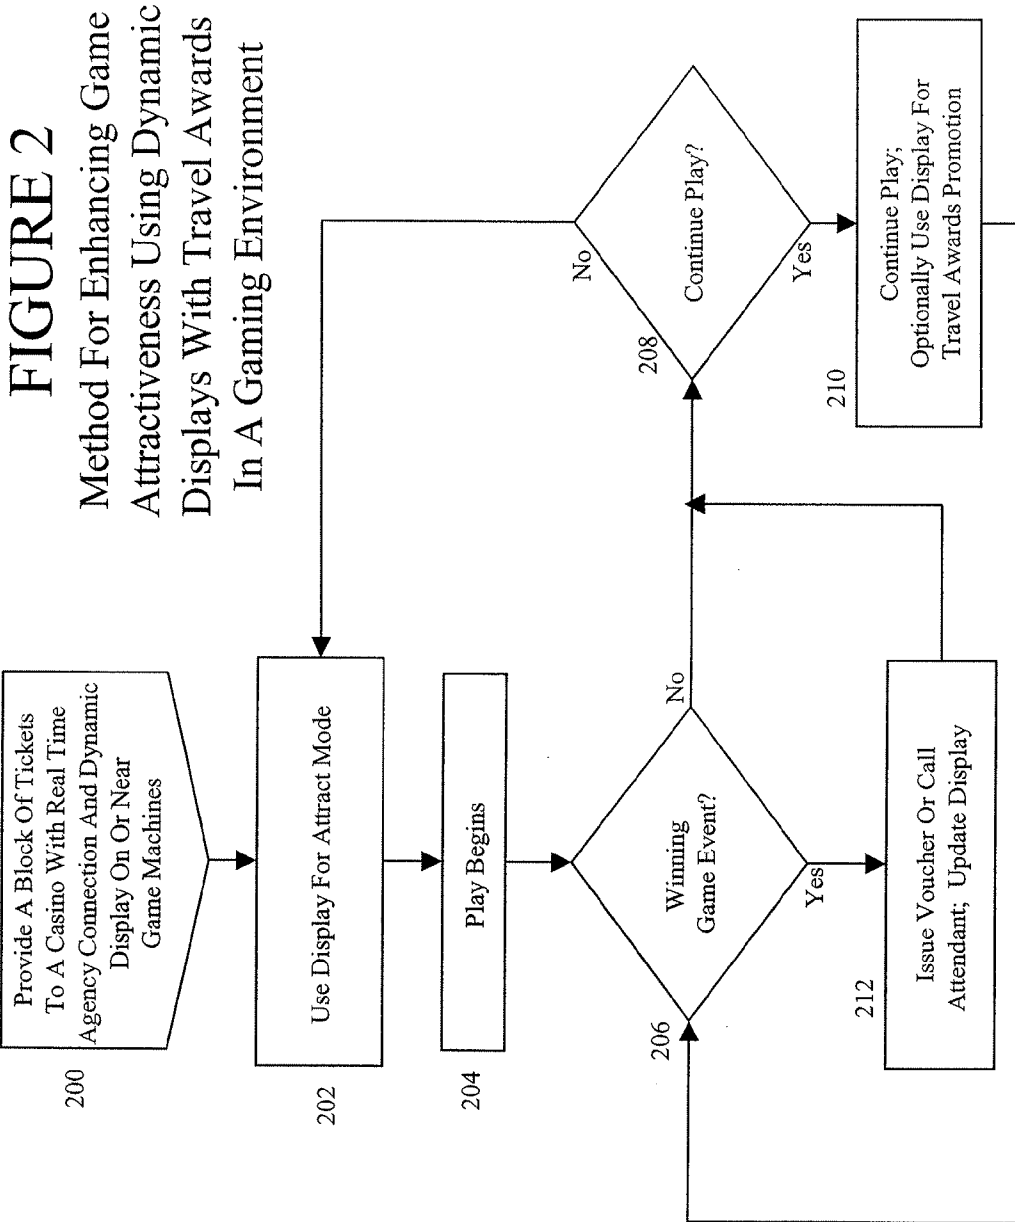 FIGURE 2
Method For Enhancing Game
Attractiveness Using Dynamic
Displays With Travel Awards
In A Gaming Environment
Provide A Block Of Tickets
To A Casino With Real Time
Agency Connection And Dynamic
Display On Or Near
Game Machines
200
Use Display For Attract Mode
202
Play Begins
204
Winning
Game Event?
206
No
Yes
Continue Play?
208
No
Yes
Continue Play;
Optionally Use Display For
Travel Awards Promotion
210
Issue Voucher Or Call
Attendant; Update Display
212